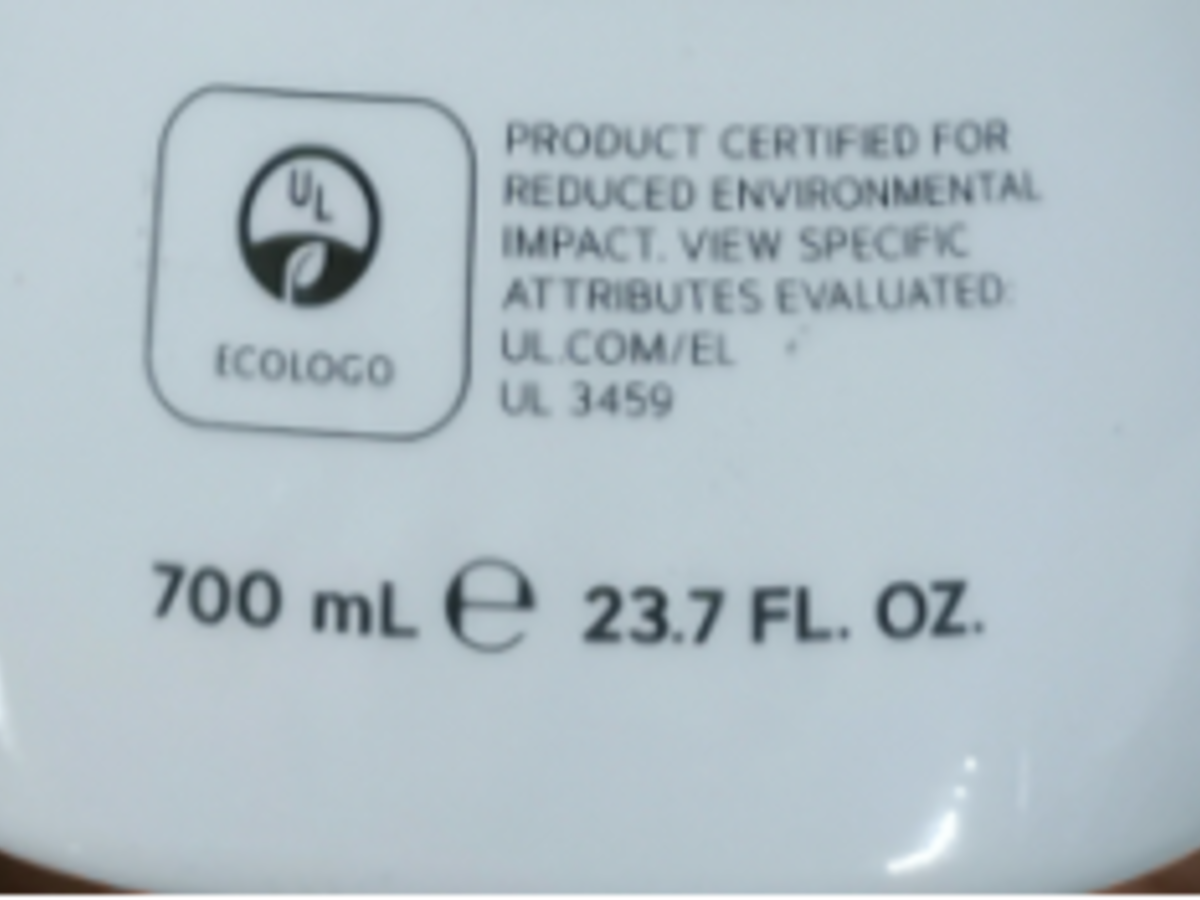 UL
ECOLOGO
PRODUCT CERTIFIED FOR
REDUCED ENVIRONMENTAL
IMPACT. VIEW SPECIFIC
ATTRIBUTES EVALUATED:
UL.COM/EL
UL 3459
700 mL ℮ 23.7 FL. OZ.